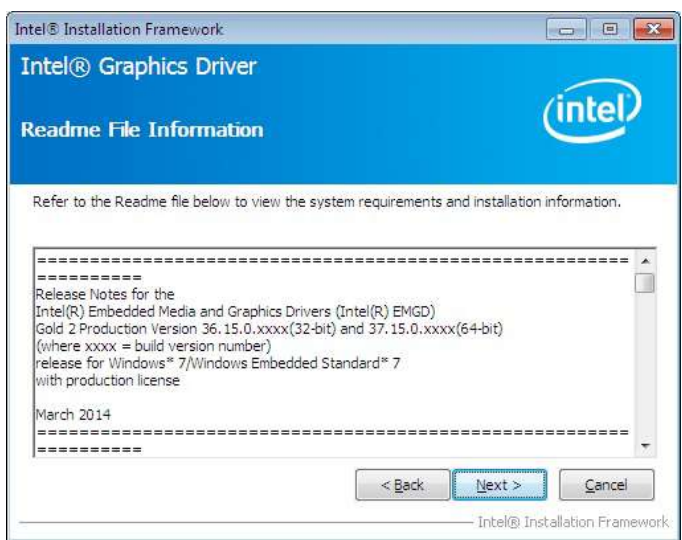 Intel® Installation Framework
Intel® Graphics Driver
intel®
Readme File Information
Refer to the Readme file below to view the system requirements and installation information.
========================================================
==========
Release Notes for the
Intel(R) Embedded Media and Graphics Drivers (Intel(R) EMGD)
Gold 2 Production Version 36.15.0.xxxx(32-bit) and 37.15.0.xxxx(64-bit)
(where xxxx = build version number)
release for Windows* 7/Windows Embedded Standard* 7
with production license
March 2014
========================================================
==========
< Back Next > Cancel
Intel® Installation Framework